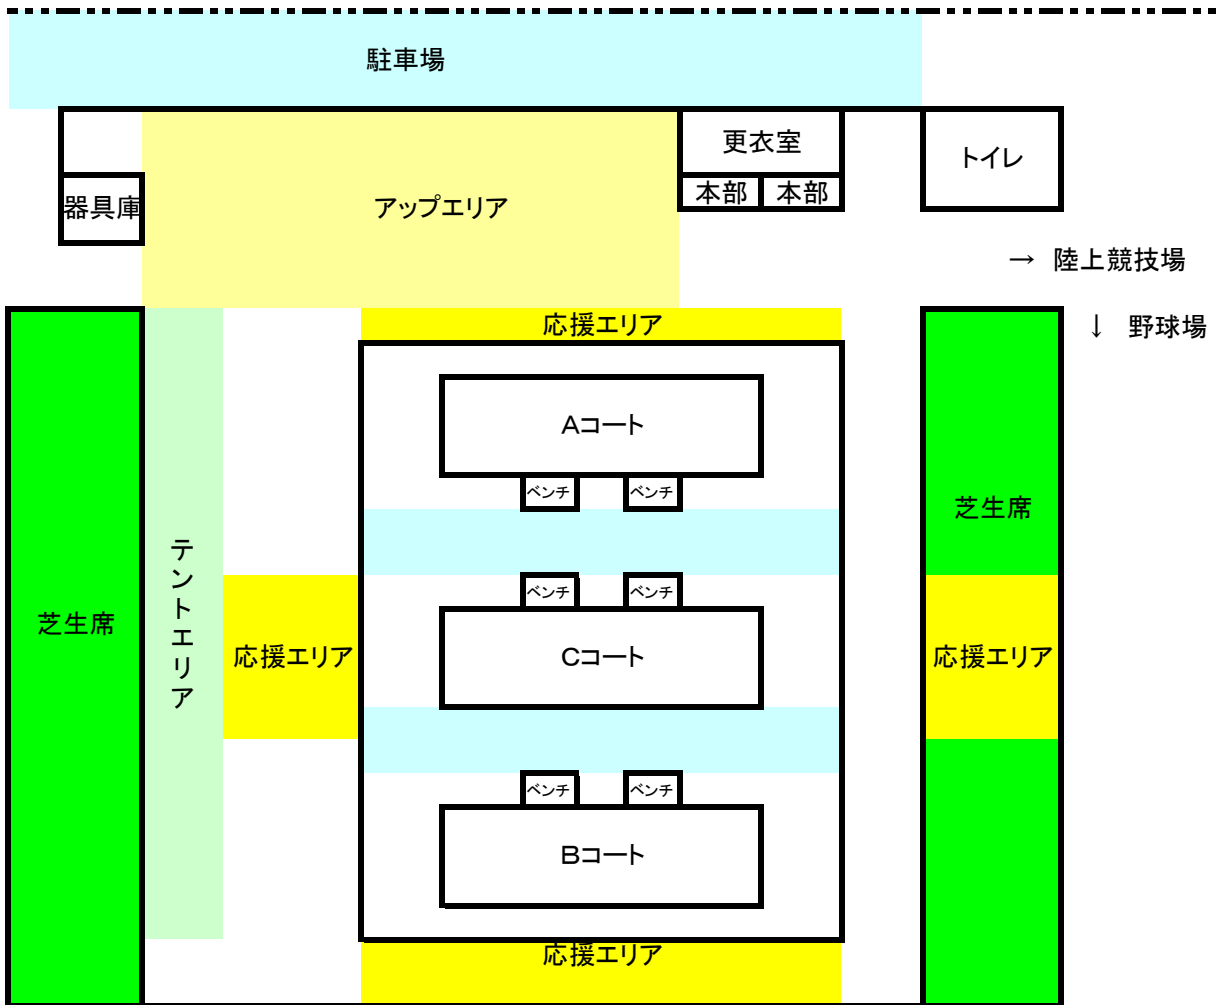 駐車場
更衣室
トイレ
器具庫
アップエリア
本部
本部
→ 陸上競技場
応援エリア
↓ 野球場
Aコート
ベンチ
ベンチ
芝生席
テントエリア
ベンチ
ベンチ
芝生席
応援エリア
Cコート
応援エリア
ベンチ
ベンチ
Bコート
応援エリア